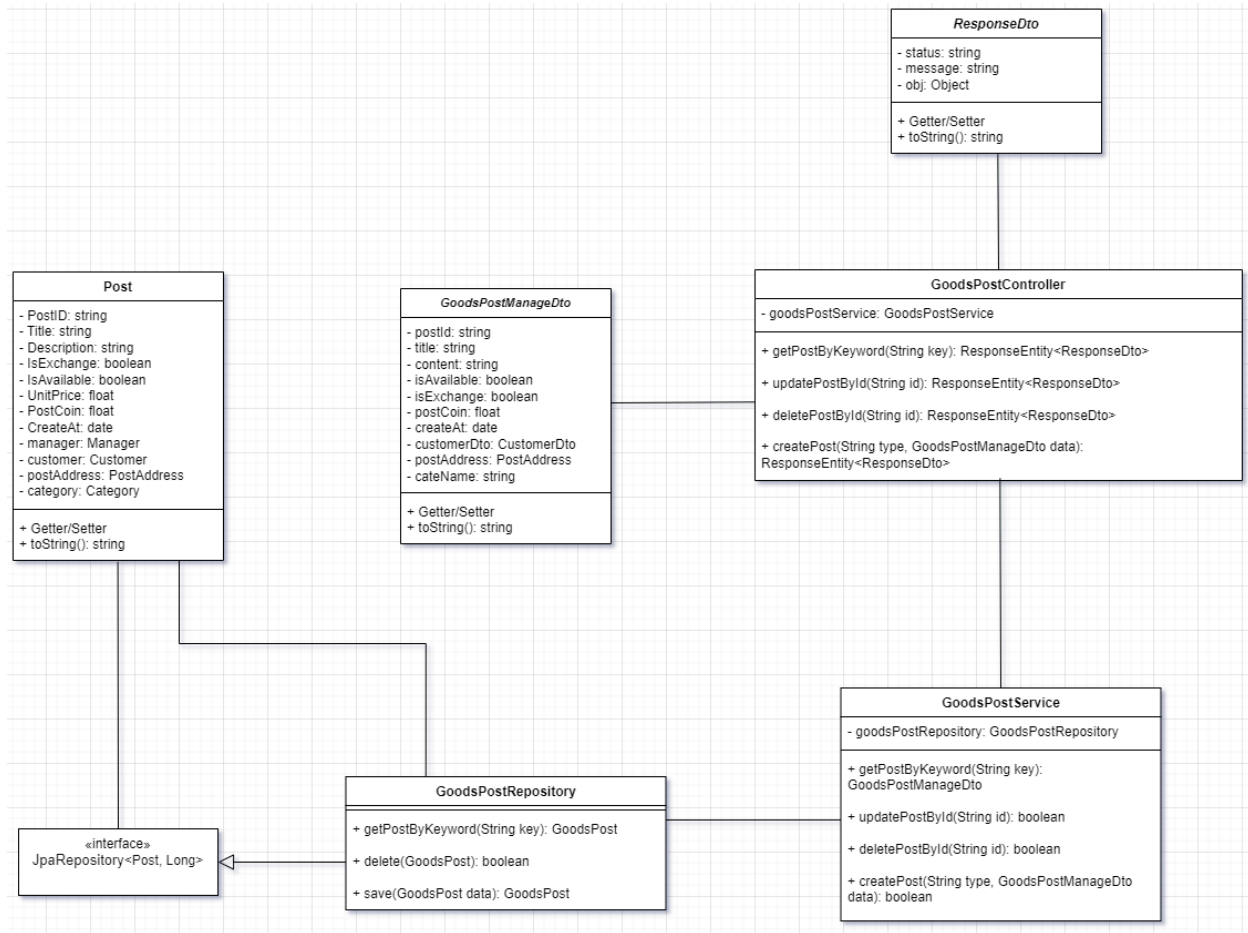 ResponseDto
- status: string
- message: string
- obj: Object
+ Getter/Setter
+ toString(): string
Post
- PostID: string
- Title: string
- Description: string
- IsExchange: boolean
- IsAvailable: boolean
- UnitPrice: float
- PostCoin: float
- CreateAt: date
- manager: Manager
- customer: Customer
- postAddress: PostAddress
- category: Category
+ Getter/Setter
+ toString(): string
GoodsPostManageDto
- postId: string
- title: string
- content: string
- isAvailable: boolean
- isExchange: boolean
- postCoin: float
- createAt: date
- customerDto: CustomerDto
- postAddress: PostAddress
- cateName: string
+ Getter/Setter
+ toString(): string
GoodsPostController
- goodsPostService: GoodsPostService
+ getPostByKeyword(String key): ResponseEntity<ResponseDto>
+ updatePostById(String id): ResponseEntity<ResponseDto>
+ deletePostById(String id): ResponseEntity<ResponseDto>
+ createPost(String type, GoodsPostManageDto data):
ResponseEntity<ResponseDto>
«interface»
JpaRepository<Post, Long>
GoodsPostRepository
+ getPostByKeyword(String key): GoodsPost
+ delete(GoodsPost): boolean
+ save(GoodsPost data): GoodsPost
GoodsPostService
- goodsPostRepository: GoodsPostRepository
+ getPostByKeyword(String key):
GoodsPostManageDto
+ updatePostById(String id): boolean
+ deletePostById(String id): boolean
+ createPost(String type, GoodsPostManageDto
data): boolean